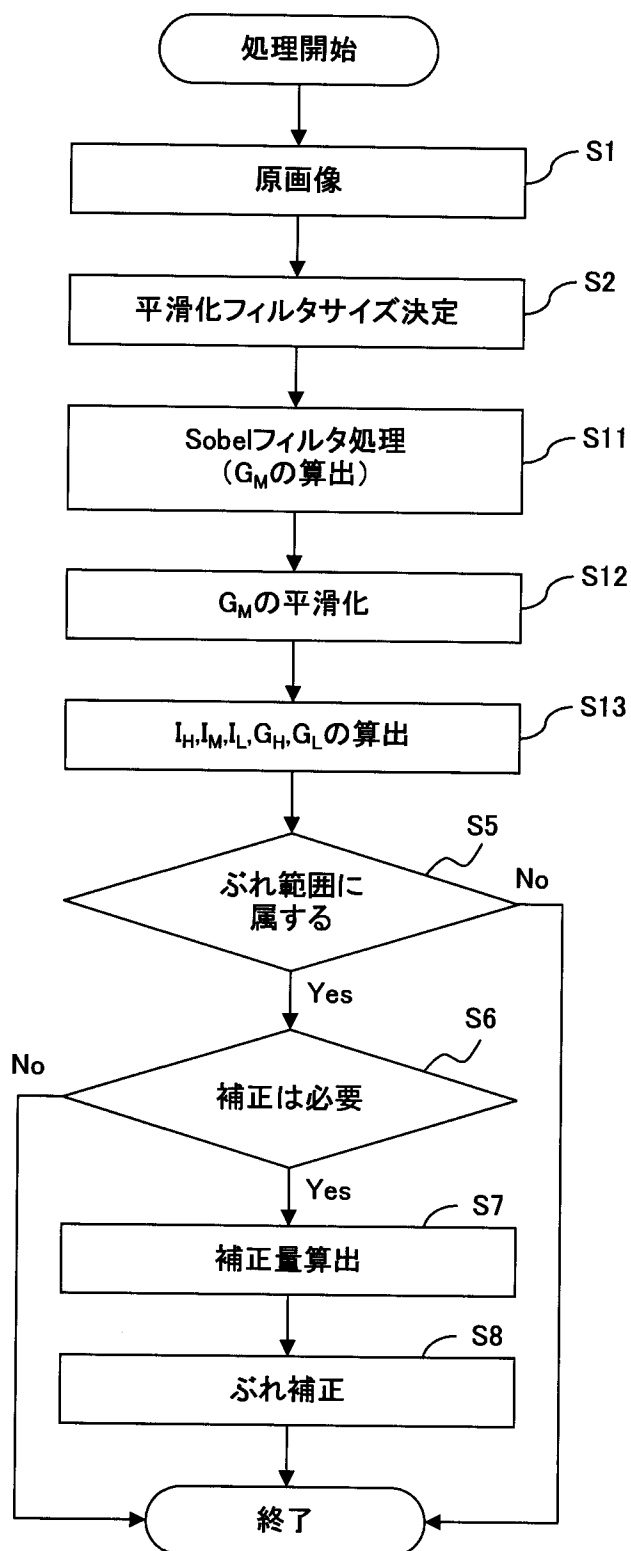 処理開始
原画像
S1
平滑化フィルタサイズ決定
S2
Sobelフィルタ処理
(GMの算出)
S11
GMの平滑化
S12
IH,IM,IL,GH,GLの算出
S13
ぶれ範囲に
属する
S5
No
Yes
補正は必要
S6
No
Yes
補正量算出
S7
ぶれ補正
S8
終了